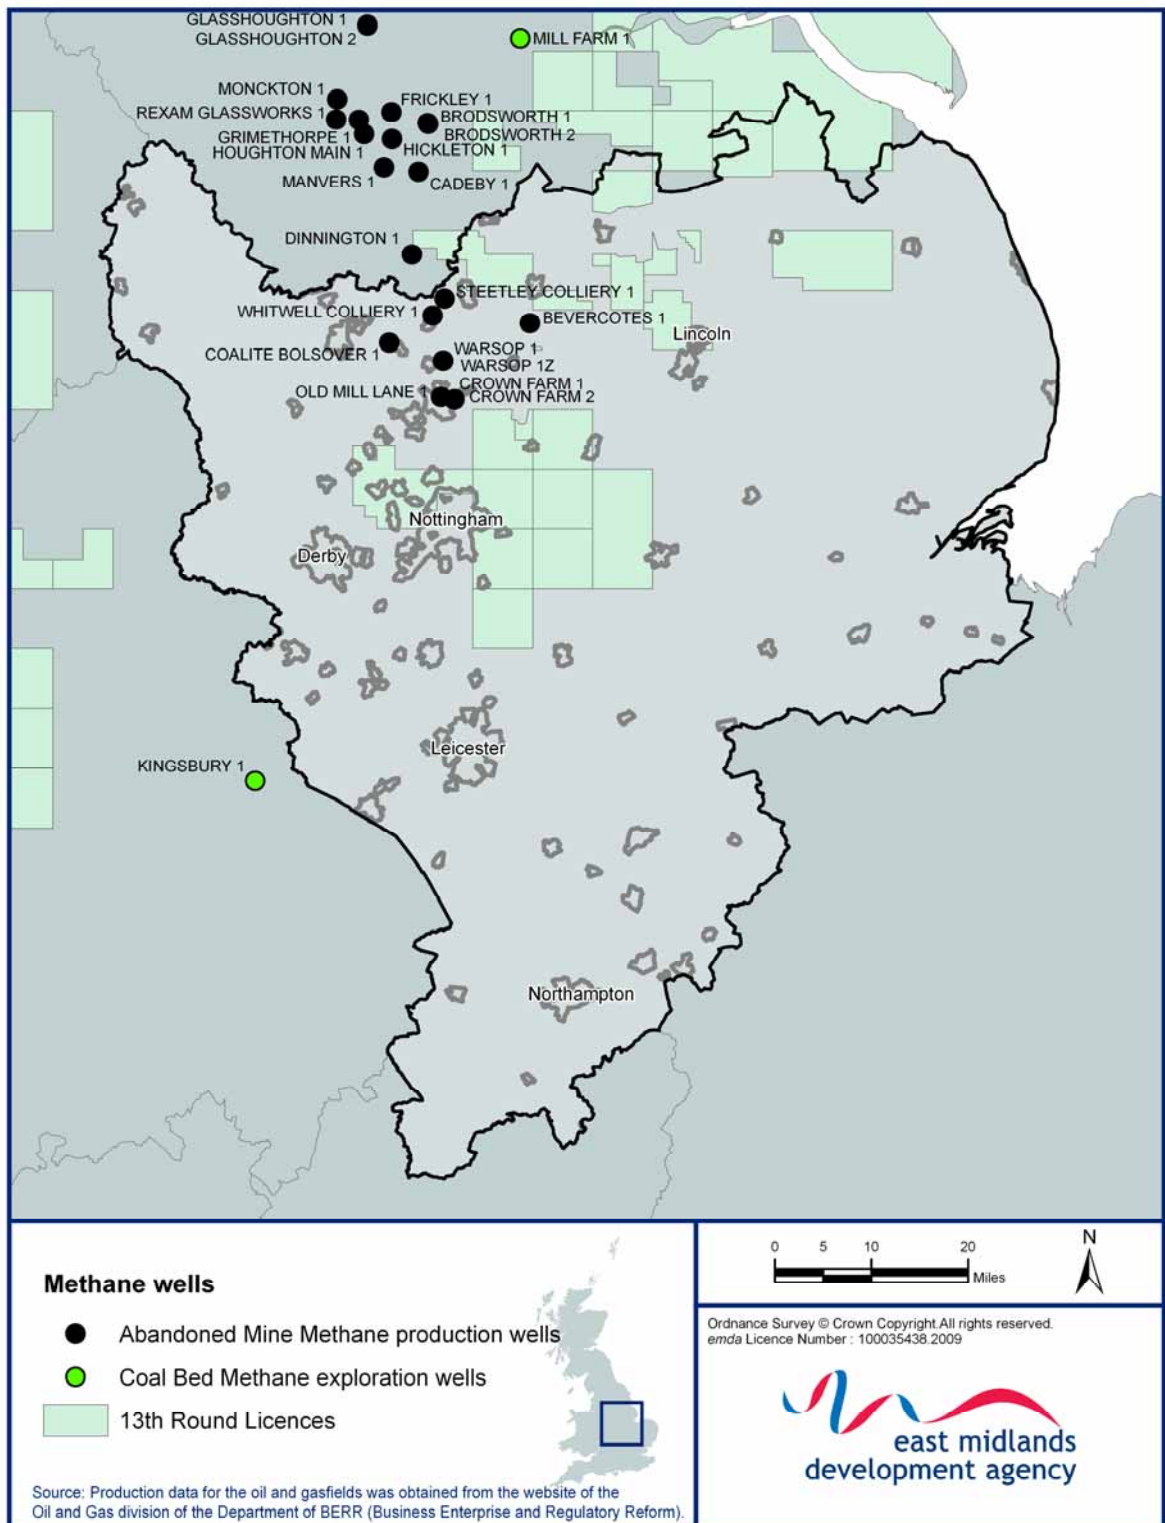 GLASSHOUGHTON 1
GLASSHOUGHTON 2
MILL FARM 1
MONCKTON 1
FRICKLEY 1
REXAM GLASSWORKS 1
BRODSWORTH 1
GRIMETHORPE 1
BRODSWORTH 2
HOUGHTON MAIN 1
HICKLETON 1
MANVERS 1
CADEBY 1
DINNINGTON 1
STEETLEY COLLIERY 1
WHITWELL COLLIERY 1
BEVERCOTES 1
Lincoln
COALITE BOLSOVER 1
WARSOP 1
WARSOP 1Z
OLD MILL LANE 1
CROWN FARM 1
CROWN FARM 2
Nottingham
Derby
Leicester
KINGSBURY 1
Northampton
Methane wells
Abandoned Mine Methane production wells
Coal Bed Methane exploration wells
13th Round Licences
Source: Production data for the oil and gasfields was obtained from the website of the
Oil and Gas division of the Department of BERR (Business Enterprise and Regulatory Reform).
0 5 10 20
Miles
N
Ordnance Survey © Crown Copyright.All rights reserved.
emda Licence Number : 100035438.2009
east midlands
development agency